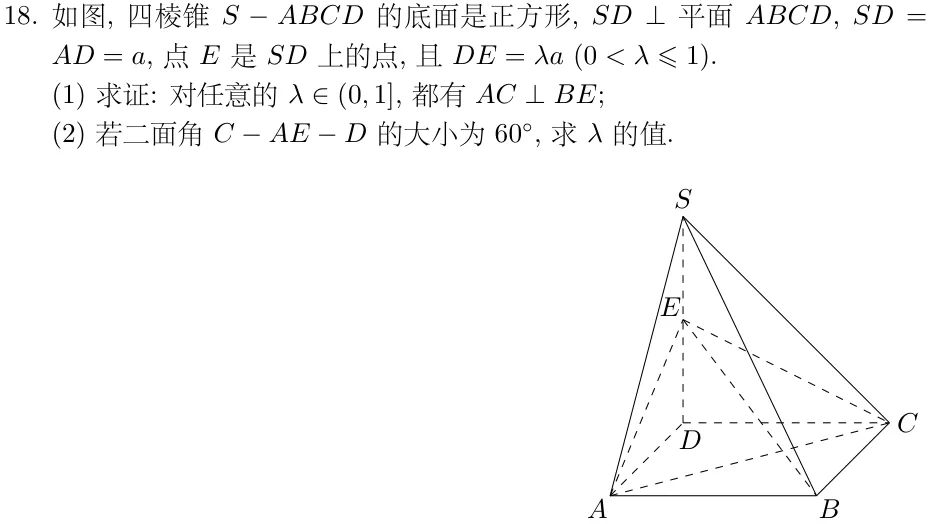 18. 如图, 四棱锥 S − ABCD 的底面是正方形, SD ⊥ 平面 ABCD, SD =
AD = a, 点 E 是 SD 上的点, 且 DE = λa (0 < λ ⩽ 1).
(1) 求证: 对任意的 λ ∈ (0, 1], 都有 AC ⊥ BE;
(2) 若二面角 C − AE − D 的大小为 60°, 求 λ 的值.
S
E
D
C
A
B